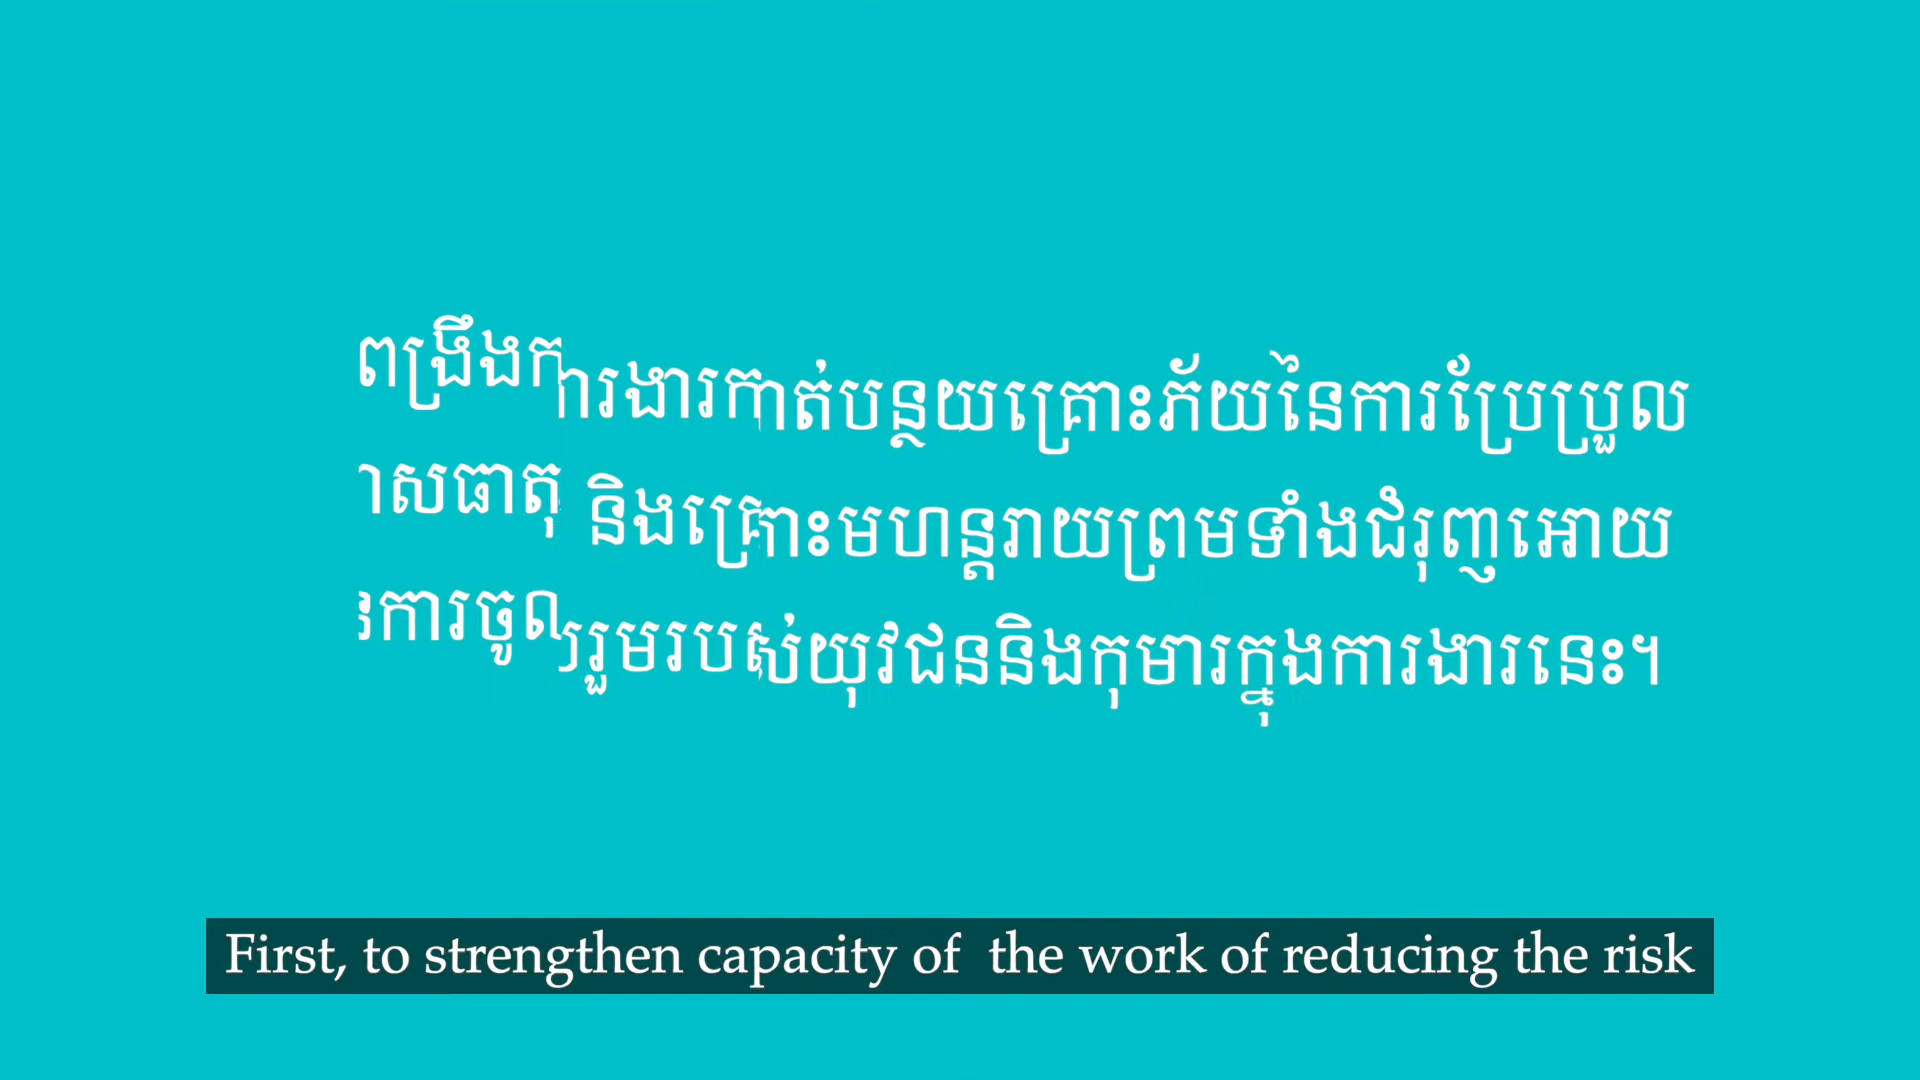 ពង្រឹងការងារកាត់បន្ថយគ្រោះភ័យនៃការប្រែប្រួល
ាសធាតុ និងគ្រោះមហន្តរាយព្រមទាំងជំរុញអោយ
ះការចូលរួមរបស់យុវជននិងកុមារក្នុងការងារនេះ។
First, to strengthen capacity of the work of reducing the risk